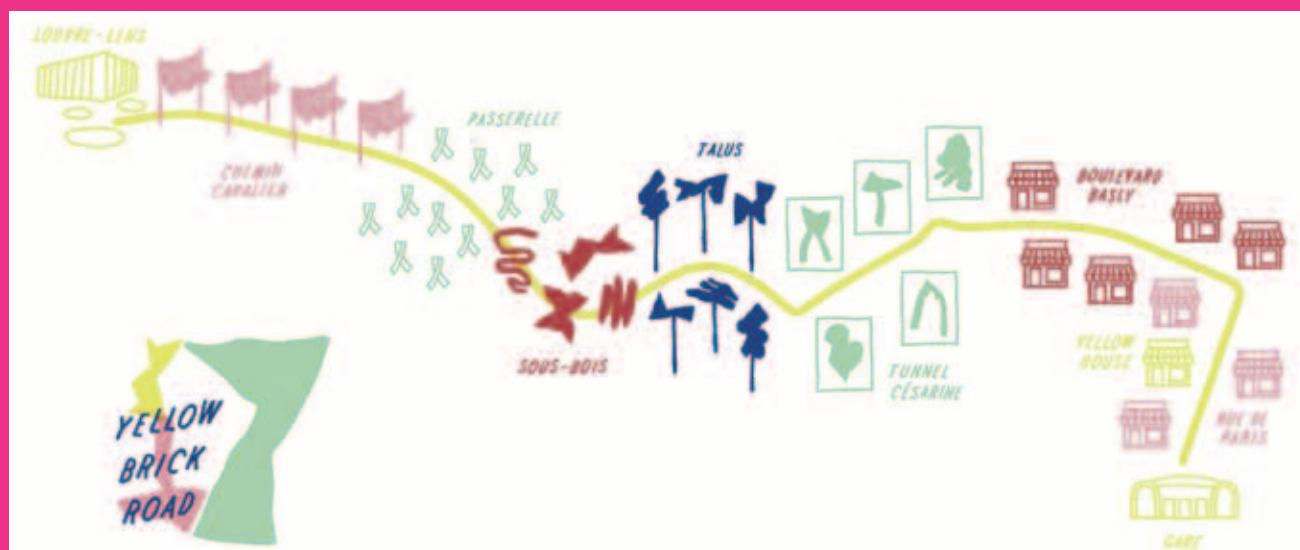 LOUVRE-LENS
CHEMIN
CAVALIER
PASSERELLE
SOUS-BOIS
TALUS
TUNNEL
CÉSARINE
BOULEVARD
BASLY
YELLOW
HOUSE
RUE DE
PARIS
GARE
YELLOW
BRICK
ROAD